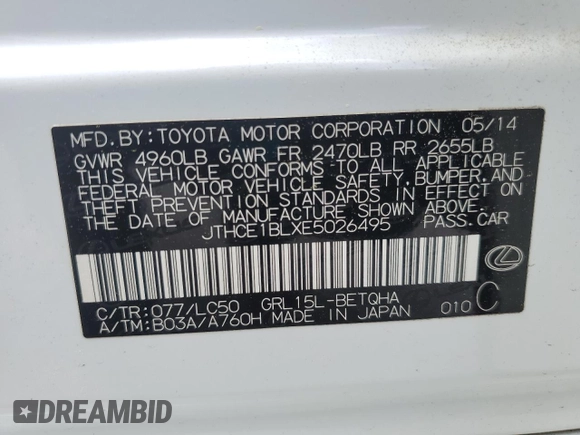 MFD. BY: TOYOTA MOTOR CORPORATION 05/14
GVWR 4960LB GAWR FR 2470LB RR 2655LB
THIS VEHICLE CONFORMS TO ALL APPLICABLE
FEDERAL MOTOR VEHICLE SAFETY, BUMPER, AND
THEFT PREVENTION STANDARDS IN EFFECT ON
THE DATE OF MANUFACTURE SHOWN ABOVE.
JTHCE1BLXE5026495 PASS. CAR
C/TR: 077/LC50 GRL15L-BETQHA
A/TM: B03A/A760H MADE IN JAPAN 010 C
DREAMBID